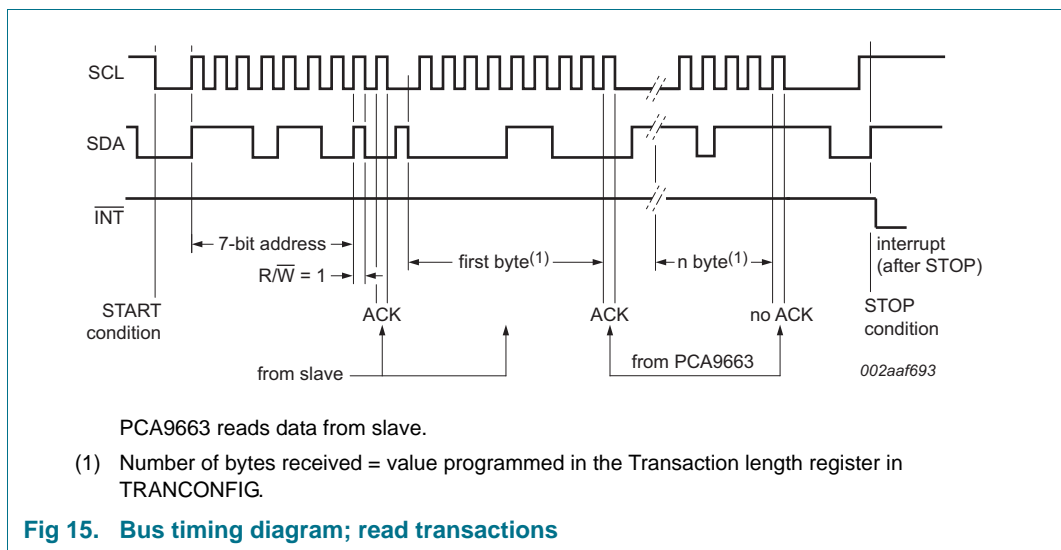 SCL
SDA
INT
7-bit address
first byte(1)
n byte(1)
interrupt
(after STOP)
R/W = 1
START
condition
ACK
ACK
no ACK
STOP
condition
from slave
from PCA9663
002aaf693
PCA9663 reads data from slave.
(1) Number of bytes received = value programmed in the Transaction length register in
TRANCONFIG.
Fig 15. Bus timing diagram; read transactions